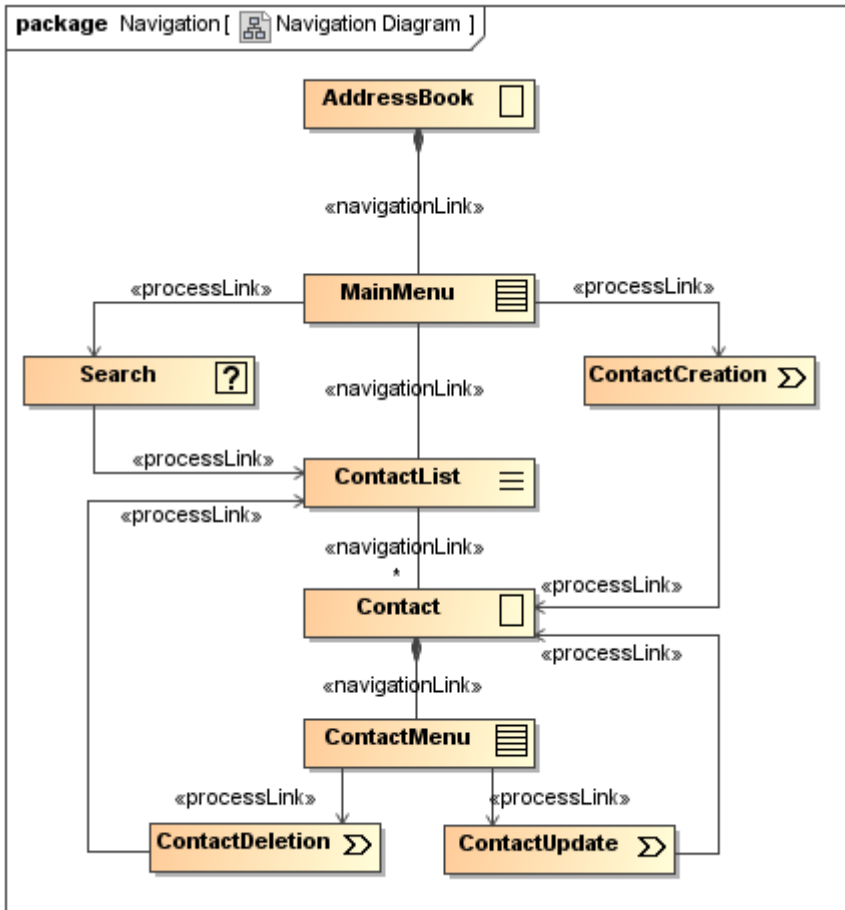 package Navigation [ Navigation Diagram ]
AddressBook
«navigationLink»
«processLink»
MainMenu
«processLink»
Search ?
«navigationLink»
ContactCreation
«processLink»
ContactList
«processLink»
«navigationLink»
*
Contact
«processLink»
«processLink»
«navigationLink»
ContactMenu
«processLink»
«processLink»
ContactDeletion
ContactUpdate